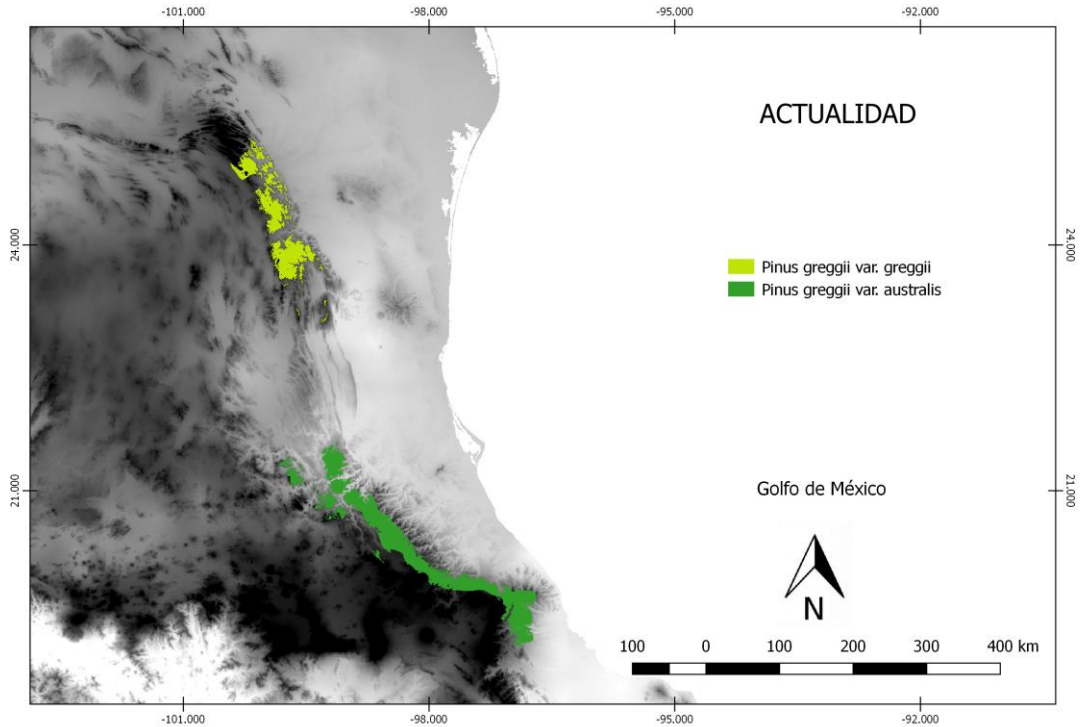 -101.000 -98.000 -95.000 -92.000
ACTUALIDAD
24.000 24.000
Pinus greggii var. greggii
Pinus greggii var. australis
21.000 21.000
Golfo de México
N
100 0 100 200 300 400 km
-101.000 -98.000 -95.000 -92.000